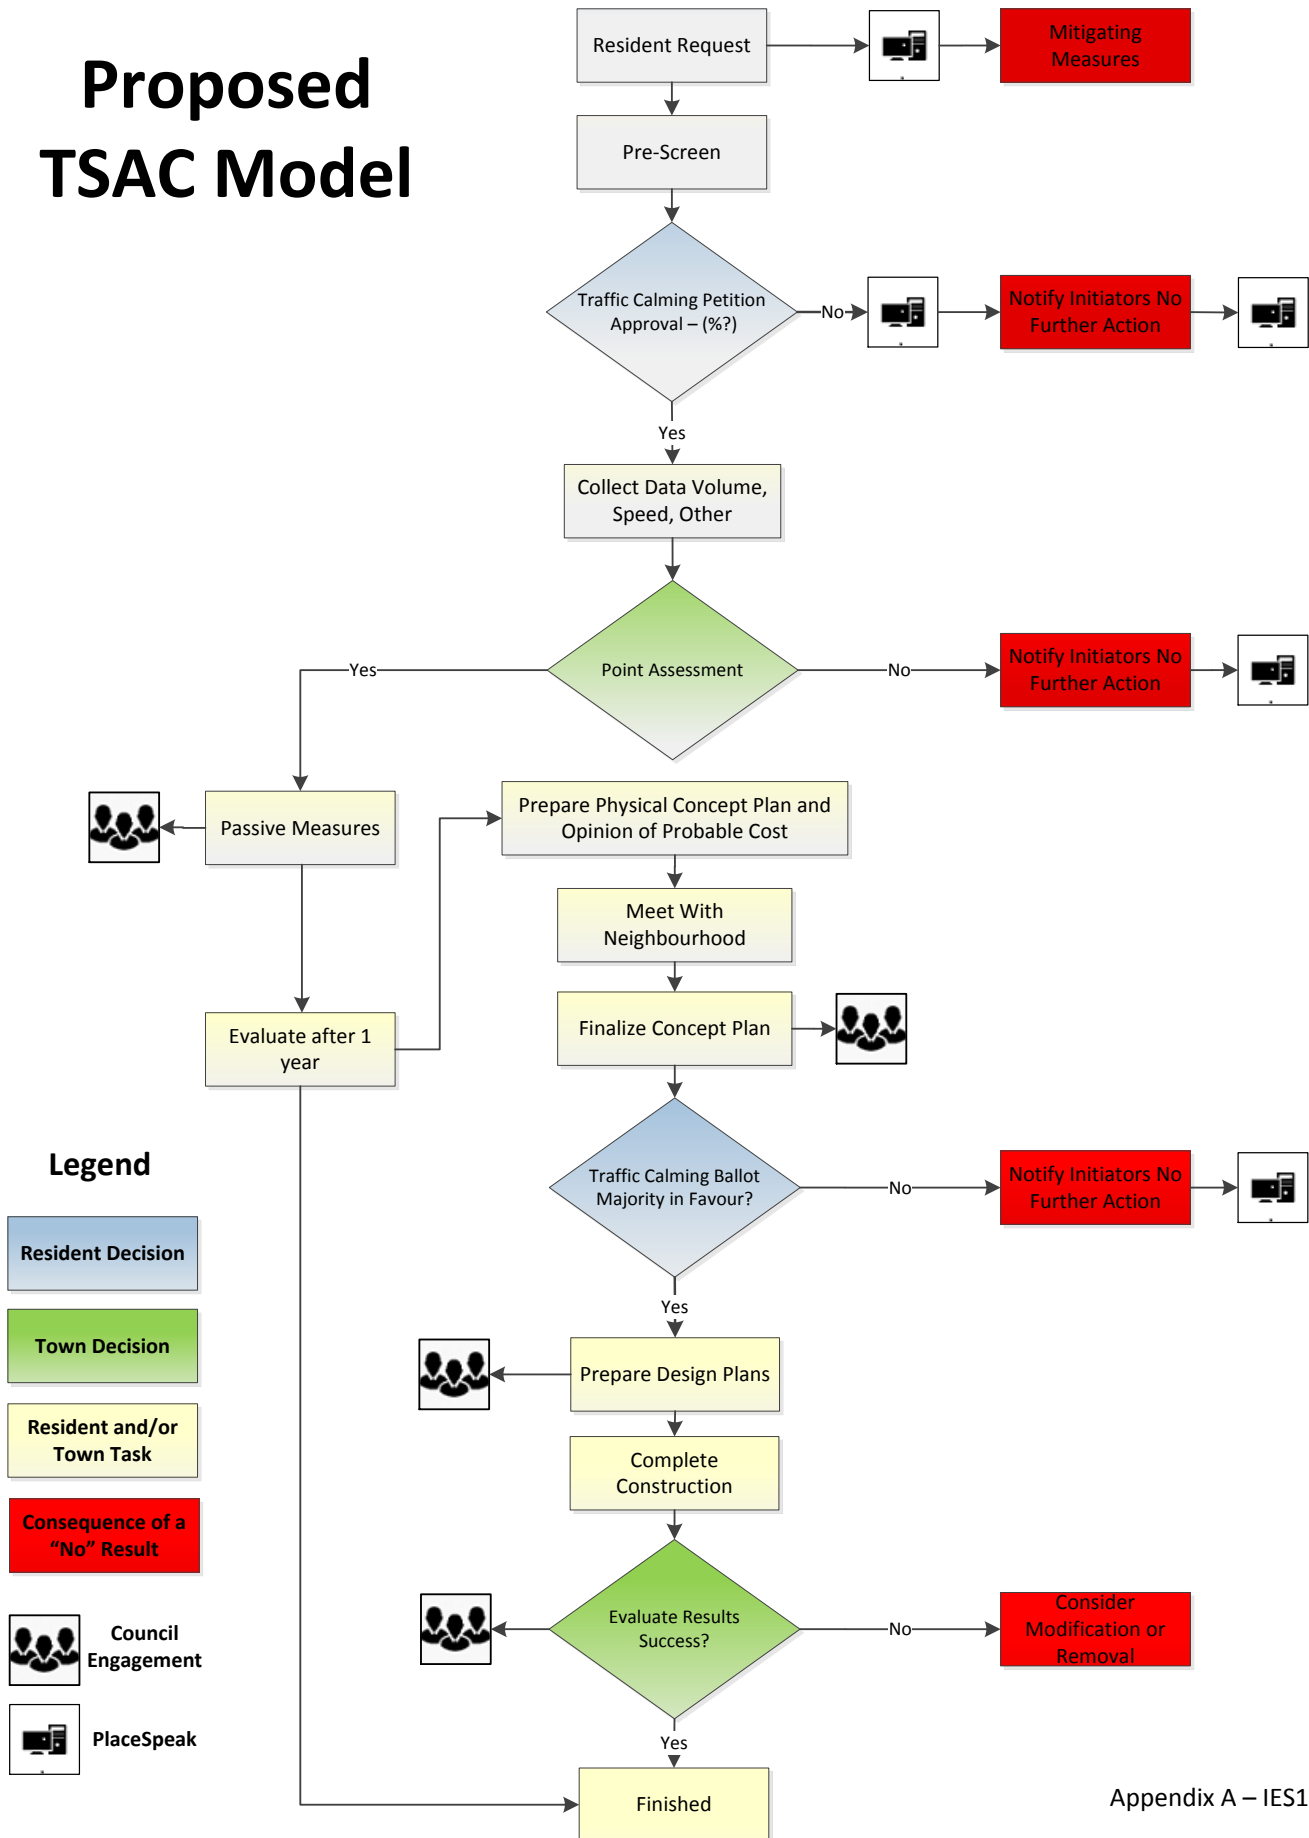 Proposed
TSAC Model
Resident Request
Mitigating
Measures
Pre-Screen
Traffic Calming Petition
Approval – (%?)
No
Notify Initiators No
Further Action
Yes
Collect Data Volume,
Speed, Other
Point Assessment
Yes
No
Notify Initiators No
Further Action
Passive Measures
Prepare Physical Concept Plan and
Opinion of Probable Cost
Meet With
Neighbourhood
Finalize Concept Plan
Evaluate after 1
year
Traffic Calming Ballot
Majority in Favour?
No
Notify Initiators No
Further Action
Yes
Prepare Design Plans
Complete
Construction
Evaluate Results
Success?
No
Consider
Modification or
Removal
Yes
Finished
Legend
Resident Decision
Town Decision
Resident and/or
Town Task
Consequence of a
“No” Result
Council
Engagement
PlaceSpeak
Appendix A – IES1